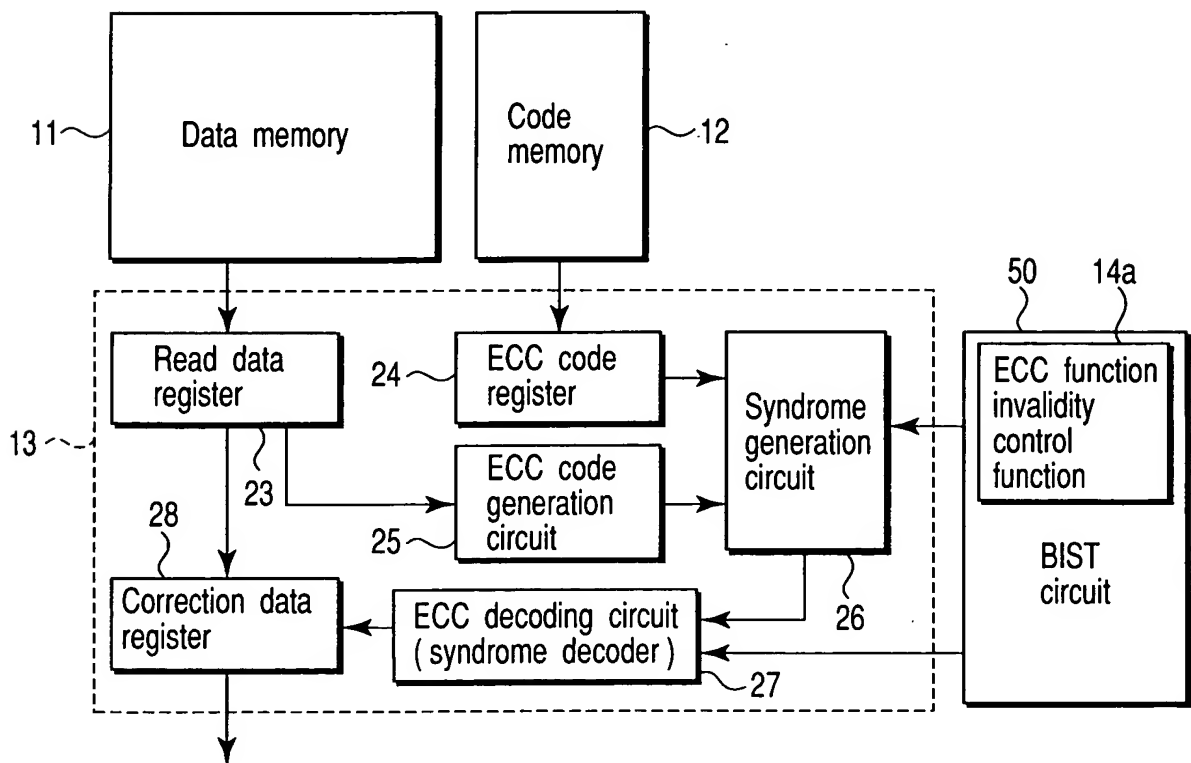 11
Data memory
Code
memory
12
50
14a
13
Read data
register
23
24
ECC code
register
25
ECC code
generation
circuit
Syndrome
generation
circuit
26
ECC function
invalidity
control
function
BIST
circuit
28
Correction data
register
ECC decoding circuit
( syndrome decoder )
27